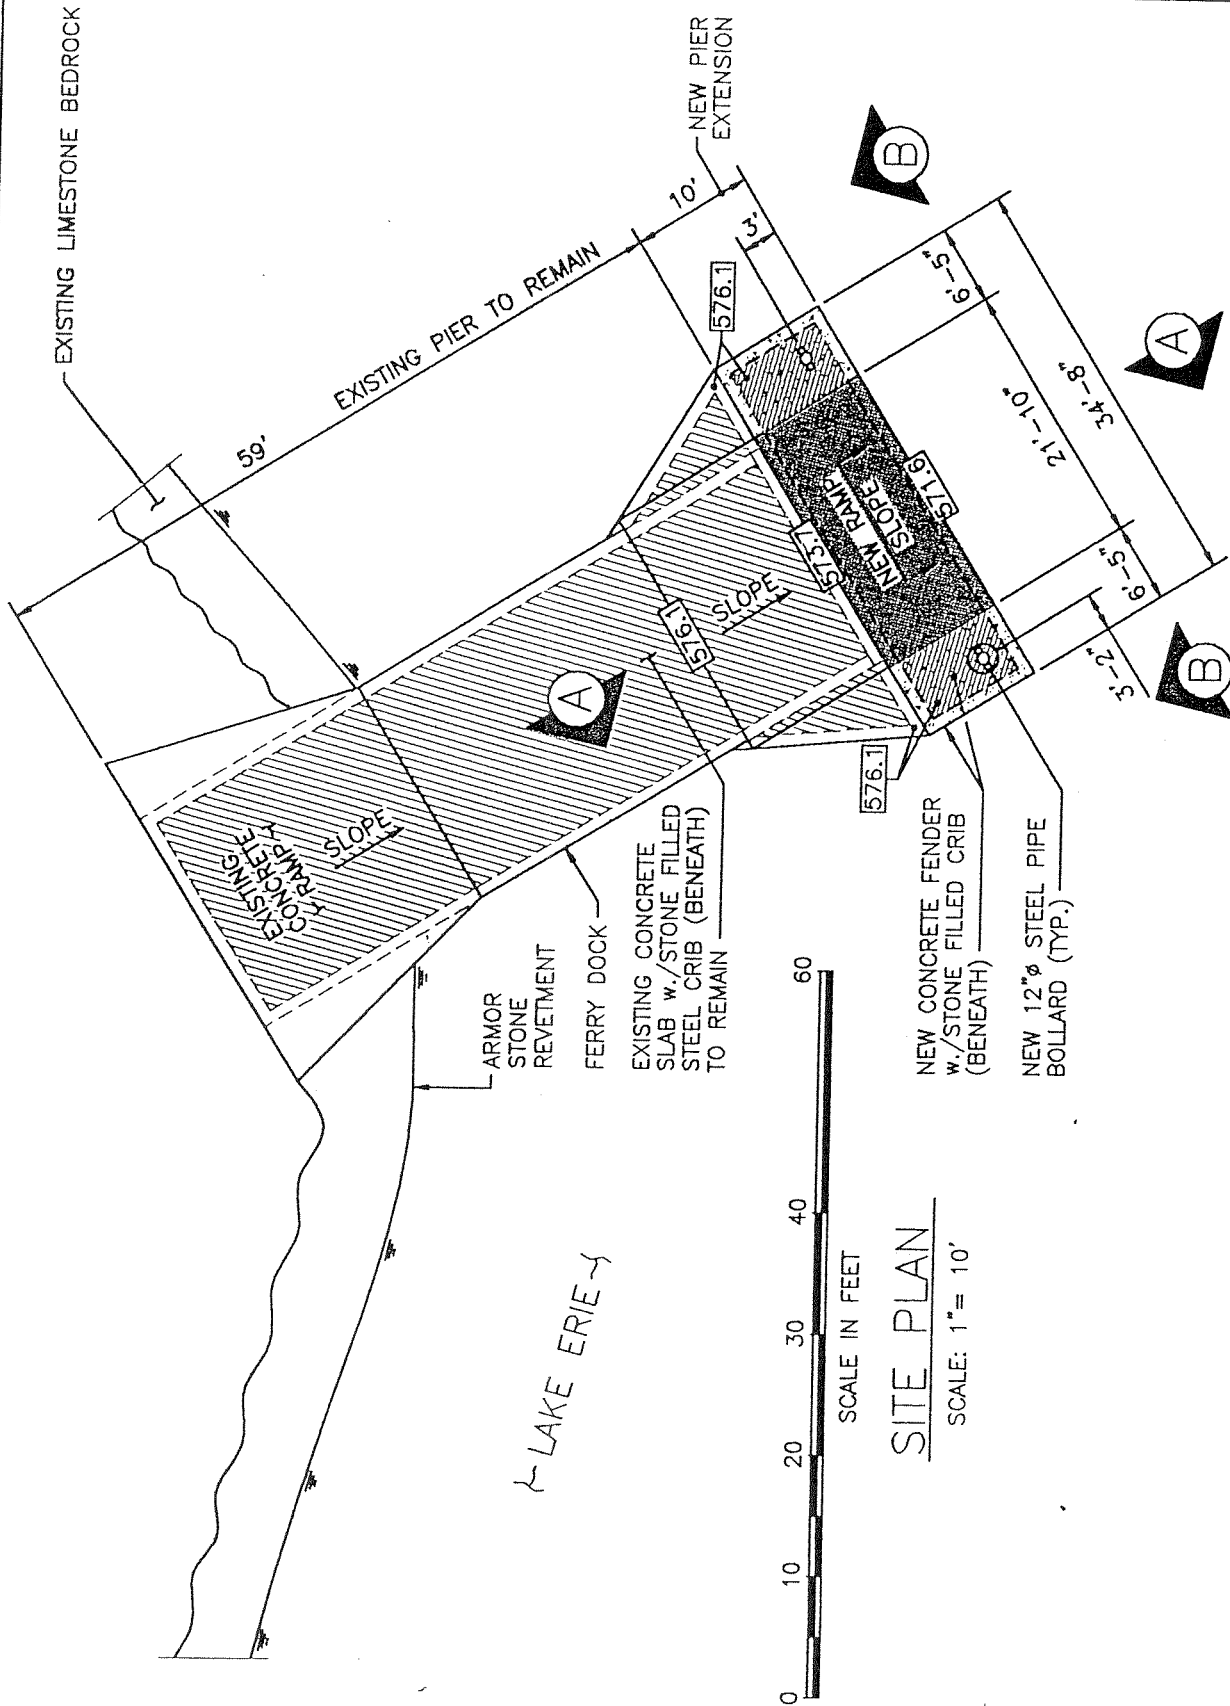 EXISTING LIMESTONE BEDROCK
59'
EXISTING PIER TO REMAIN
10'
NEW PIER
EXTENSION
3'
576.1
B
6'-5"
21'-10"
34'-8"
A
6'-5"
3'-2"
B
571.6
NEW RAMP
SLOPE
573.7
576.1
SLOPE
A
576.1
EXISTING
CONCRETE
RAMP
SLOPE
ARMOR
STONE
REVETMENT
FERRY DOCK
EXISTING CONCRETE
SLAB w./STONE FILLED
STEEL CRIB (BENEATH)
TO REMAIN
NEW CONCRETE FENDER
w./STONE FILLED CRIB
(BENEATH)
NEW 12"ø STEEL PIPE
BOLLARD (TYP.)
LAKE ERIE
0 10 20 30 40 60
SCALE IN FEET
SITE PLAN
SCALE: 1"= 10'